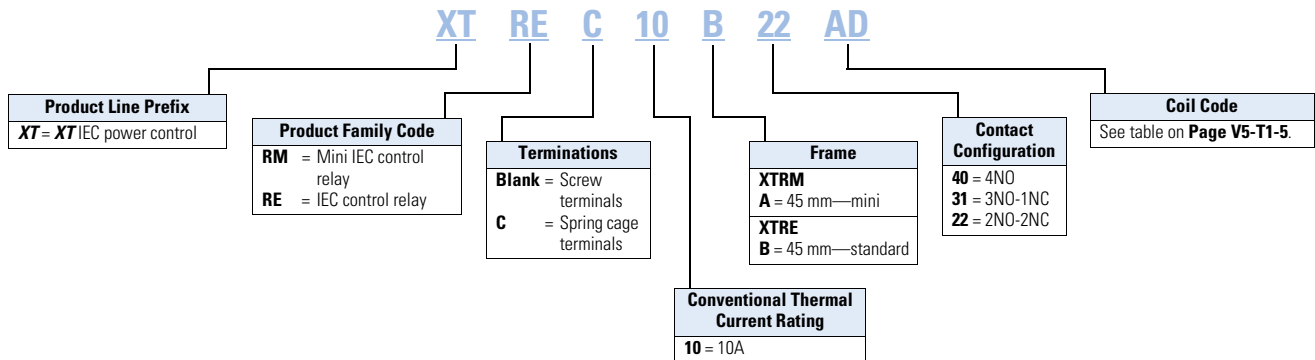 XT RE C 10 B 22 AD
Product Line Prefix
XT = XT IEC power control
Product Family Code
RM = Mini IEC control
relay
RE = IEC control relay
Terminations
Blank = Screw
terminals
C = Spring cage
terminals
Conventional Thermal
Current Rating
10 = 10A
Frame
XTRM
A = 45 mm—mini
XTRE
B = 45 mm—standard
Contact
Configuration
40 = 4NO
31 = 3NO-1NC
22 = 2NO-2NC
Coil Code
See table on Page V5-T1-5.